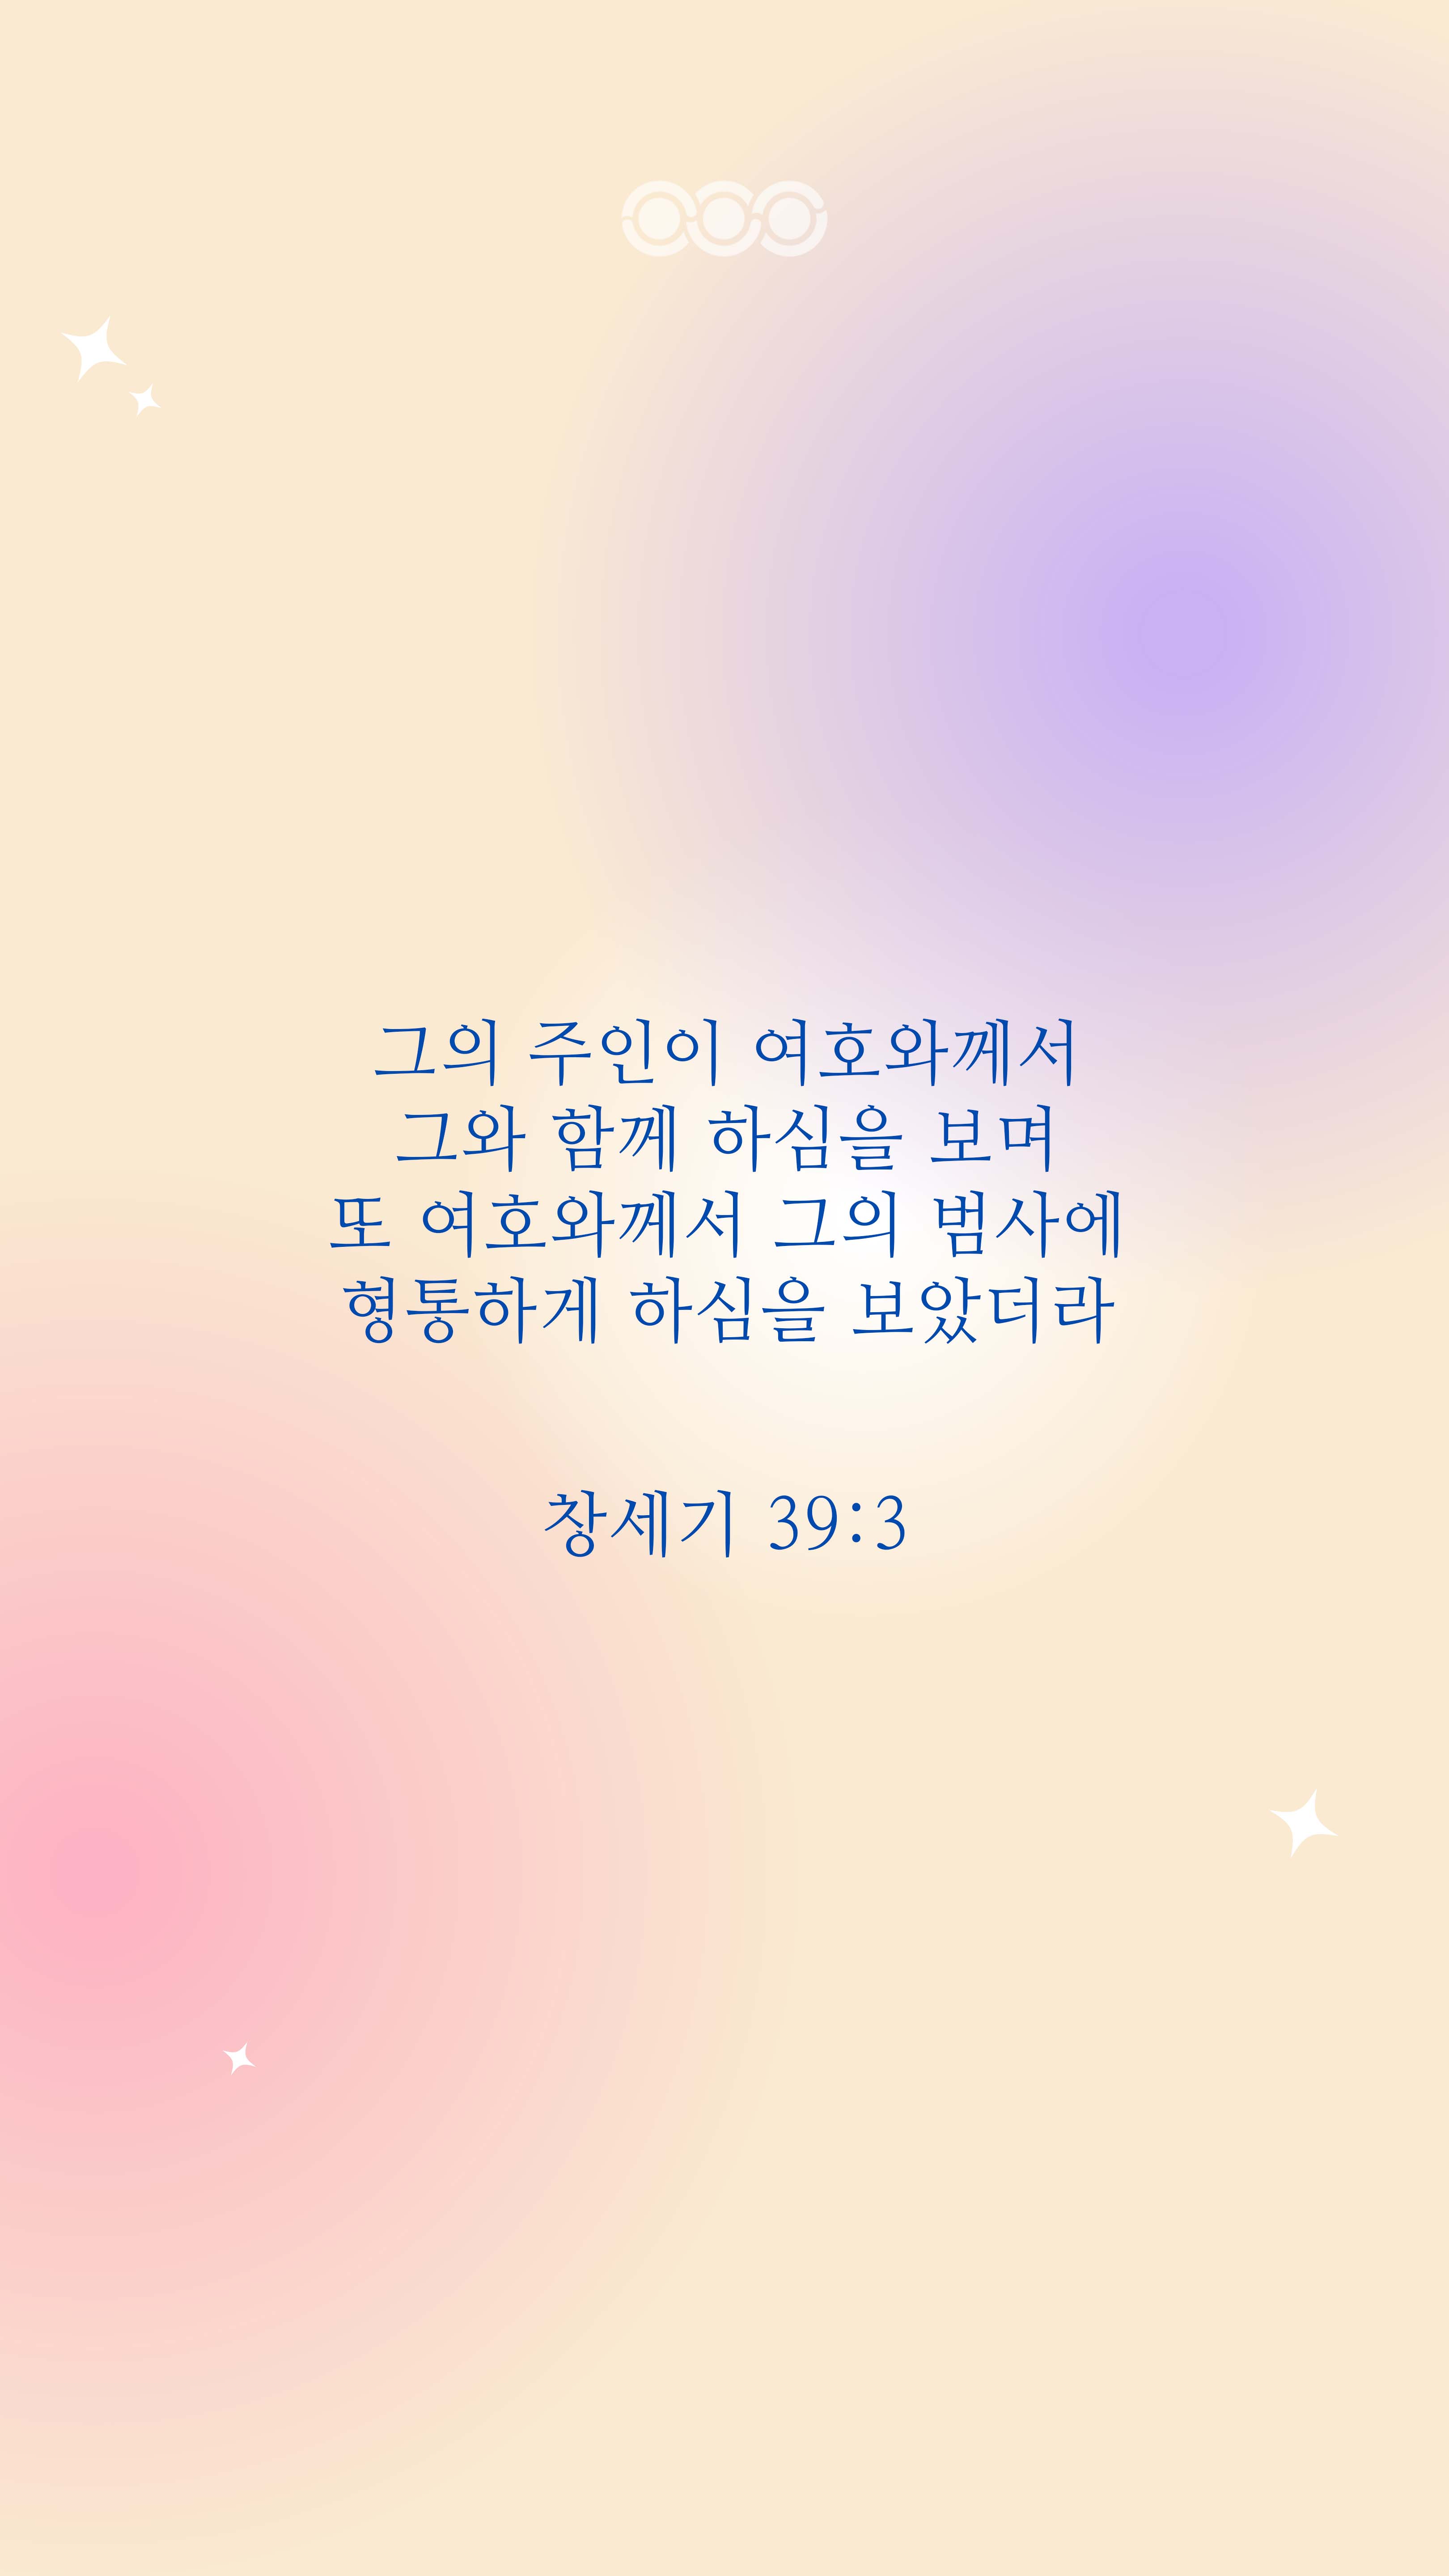 그의 주인이 여호와께서
그와 함께 하심을 보며
또 여호와께서 그의 범사에
형통하게 하심을 보았더라
창세기 39:3